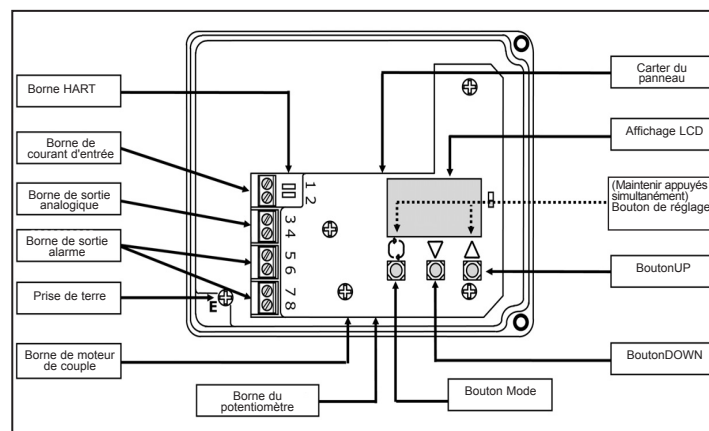 Borne HART
Borne de
courant d'entrée
Borne de sortie
analogique
Borne de sortie
alarme
Prise de terre
Borne de moteur
de couple
Borne du
potentiomètre
1
2
3
4
5
6
7
8
E
Carter du
panneau
Affichage LCD
(Maintenir appuyés
simultanément)
Bouton de réglage
BoutonUP
BoutonDOWN
Bouton Mode